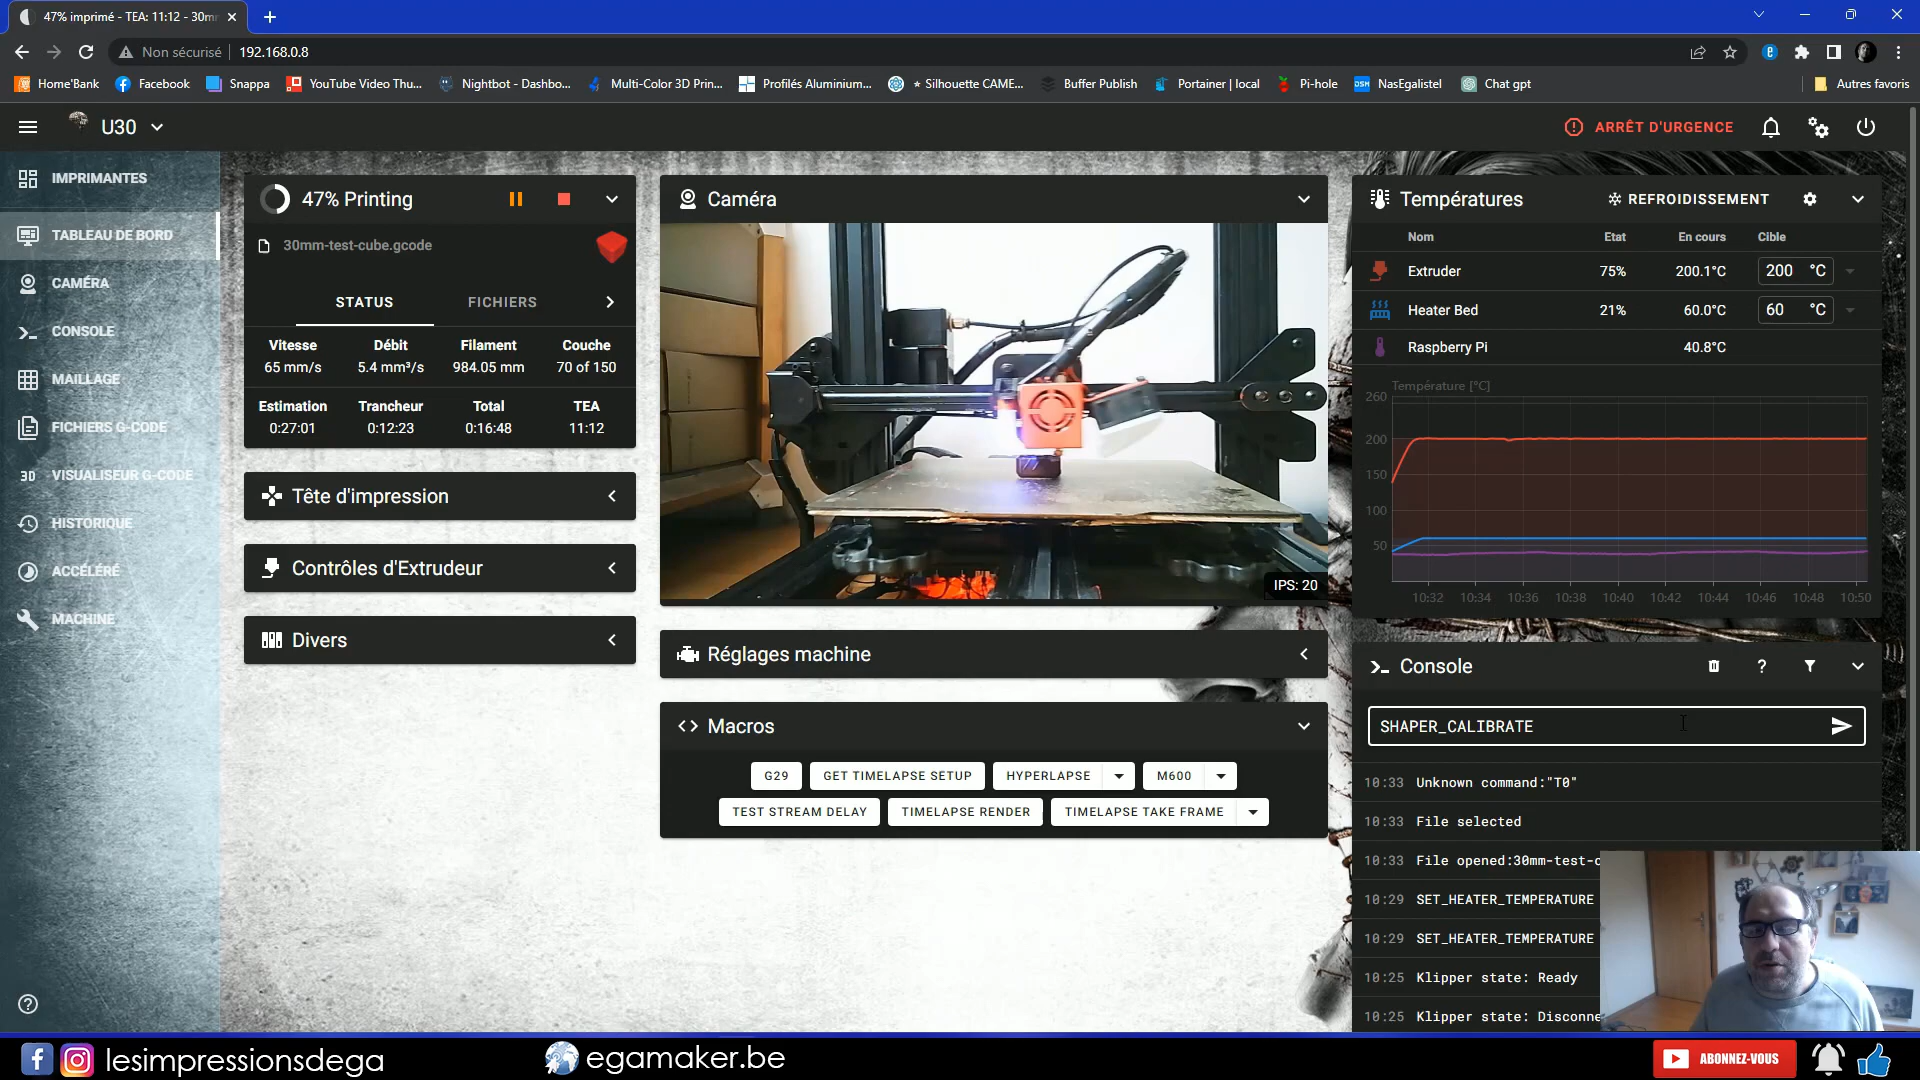 47% imprimé - TEA: 11:12 - 30mm
Non sécurisé
192.168.0.8
Home'Bank
Facebook
Snappa
YouTube Video Thu...
Nightbot - Dashbo...
Multi-Color 3D Prin...
Profilés Aluminium...
★ Silhouette CAME...
Buffer Publish
Portainer | local
Pi-hole
DSM
NasEgalistel
Chat gpt
Autres favoris
U30
ARRÊT D'URGENCE
IMPRIMANTES
TABLEAU DE BORD
CAMÉRA
CONSOLE
MAILLAGE
FICHIERS G-CODE
3D VISUALISEUR G-CODE
HISTORIQUE
ACCÉLÉRÉ
MACHINE
47% Printing
30mm-test-cube.gcode
STATUS FICHIERS
Vitesse Débit Filament Couche
65 mm/s 5.4 mm³/s 984.05 mm 70 of 150
Estimation Trancheur Total TEA
0:27:01 0:12:23 0:16:48 11:12
Tête d'impression
Contrôles d'Extrudeur
Divers
Caméra
IPS: 20
Réglages machine
Macros
G29 GET TIMELAPSE SETUP HYPERLAPSE M600
TEST STREAM DELAY TIMELAPSE RENDER TIMELAPSE TAKE FRAME
Températures
REFROIDISSEMENT
Nom Etat En cours Cible
Extruder 75% 200.1°C 200 °C
Heater Bed 21% 60.0°C 60 °C
Raspberry Pi 40.8°C
Température [°C]
260
200
150
100
50
10:32 10:34 10:36 10:38 10:40 10:42 10:44 10:46 10:48 10:50
Console
SHAPER_CALIBRATE
10:33 Unknown command:"T0"
10:33 File selected
10:33 File opened:30mm-test-c
10:29 SET_HEATER_TEMPERATURE
10:29 SET_HEATER_TEMPERATURE
10:25 Klipper state: Ready
10:25 Klipper state: Disconne
lesimpressionsdega
egamaker.be
ABONNEZ-VOUS